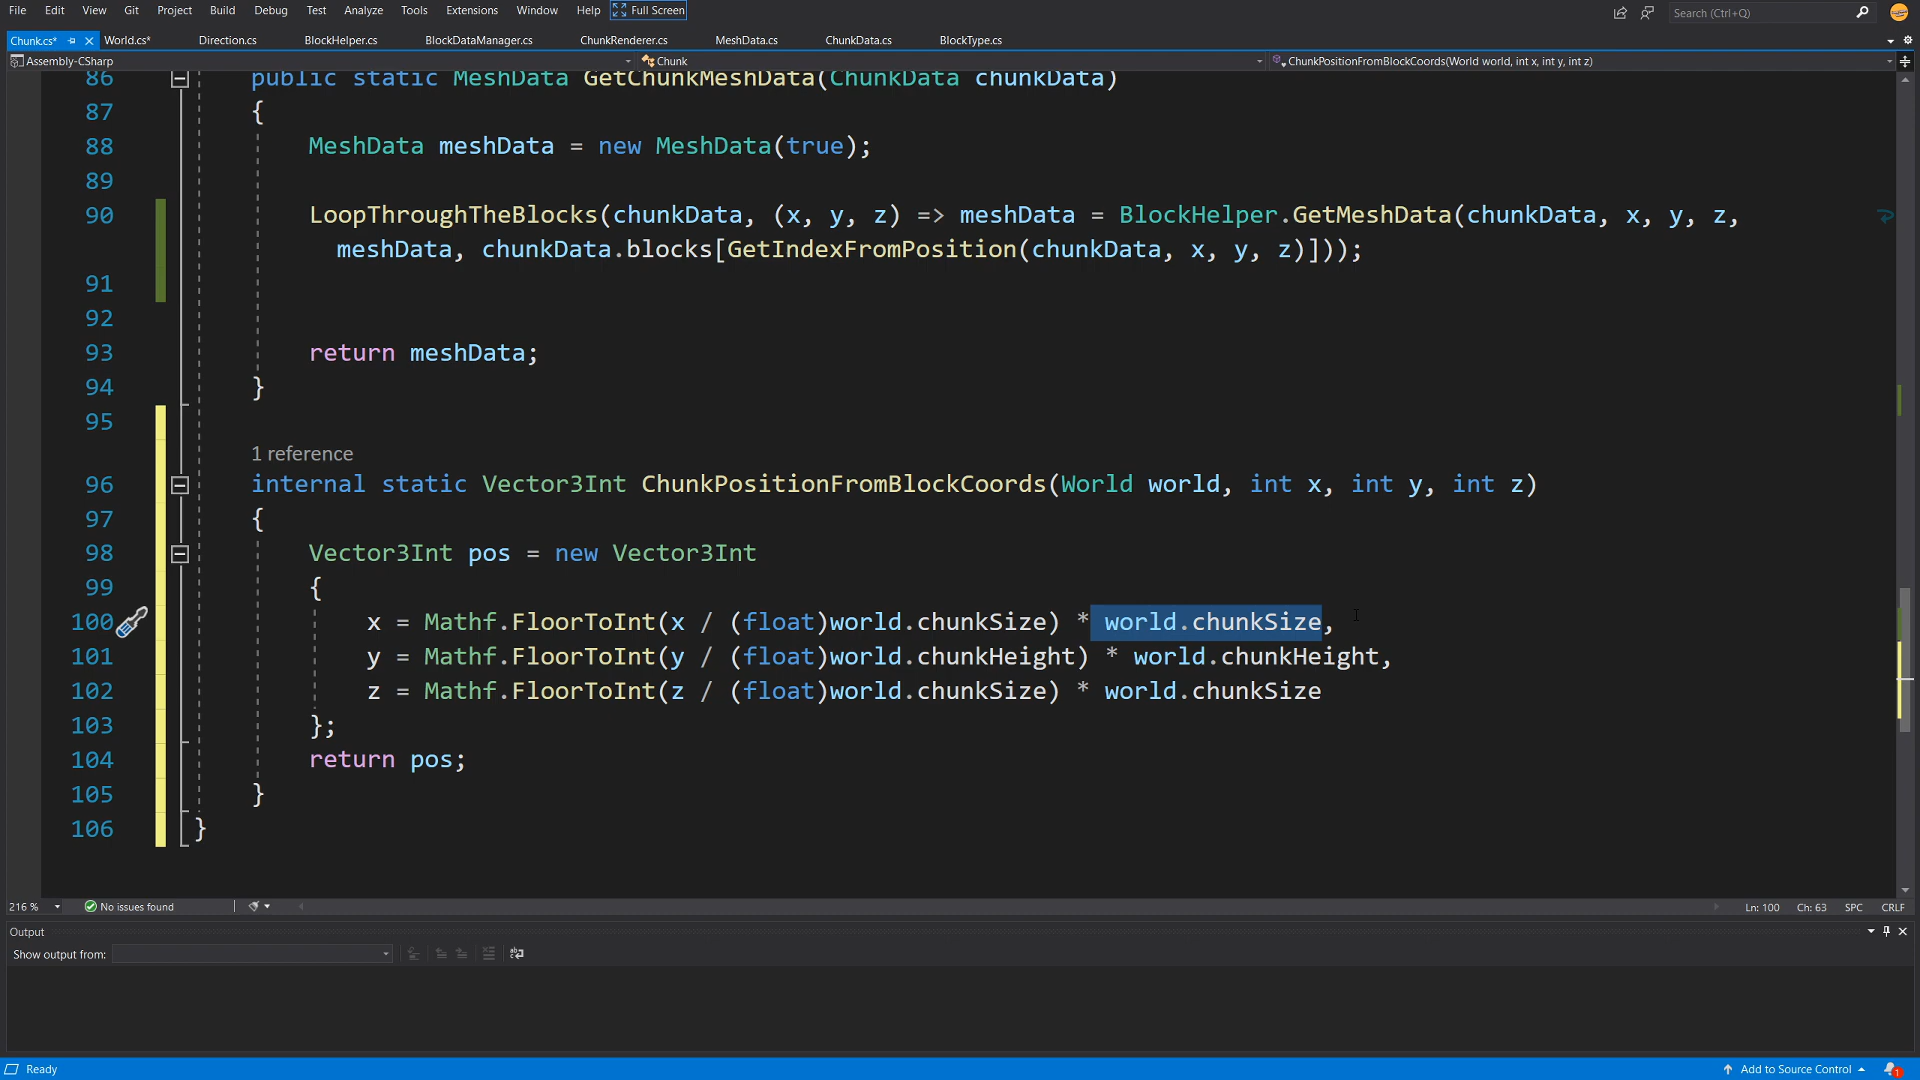 File Edit View Git Project Build Debug Test Analyze Tools Extensions Window Help Full Screen Search (Ctrl+Q)
Chunk.cs* World.cs* Direction.cs BlockHelper.cs BlockDataManager.cs ChunkRenderer.cs MeshData.cs ChunkData.cs BlockType.cs
Assembly-CSharp Chunk ChunkPositionFromBlockCoords(World world, int x, int y, int z)
86 public static MeshData GetChunkMeshData(ChunkData chunkData)
87 {
88 MeshData meshData = new MeshData(true);
89
90 LoopThroughTheBlocks(chunkData, (x, y, z) => meshData = BlockHelper.GetMeshData(chunkData, x, y, z,
meshData, chunkData.blocks[GetIndexFromPosition(chunkData, x, y, z)]));
91
92
93 return meshData;
94 }
95
1 reference
96 internal static Vector3Int ChunkPositionFromBlockCoords(World world, int x, int y, int z)
97 {
98 Vector3Int pos = new Vector3Int
99 {
100 x = Mathf.FloorToInt(x / (float)world.chunkSize) * world.chunkSize,
101 y = Mathf.FloorToInt(y / (float)world.chunkHeight) * world.chunkHeight,
102 z = Mathf.FloorToInt(z / (float)world.chunkSize) * world.chunkSize
103 };
104 return pos;
105 }
106 }
216 % No issues found Ln: 100 Ch: 63 SPC CRLF
Output
Show output from:
Ready Add to Source Control 1